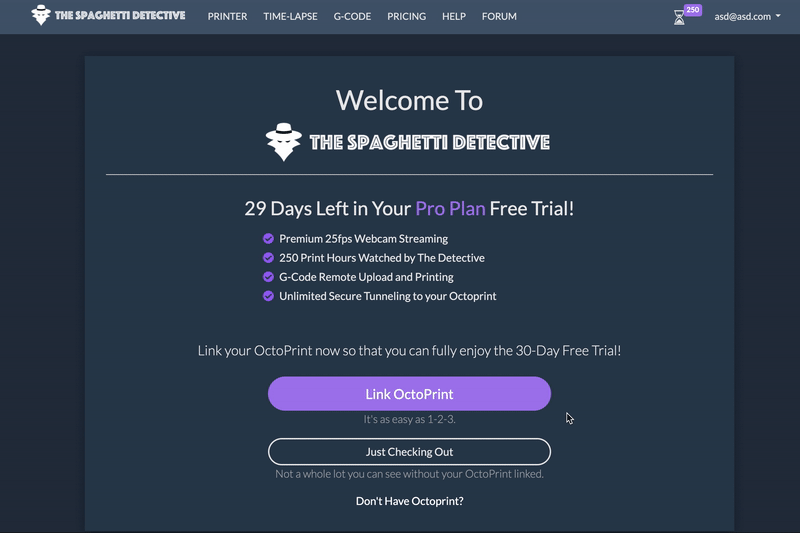 THE SPAGHETTI DETECTIVE PRINTER TIME-LAPSE G-CODE PRICING HELP FORUM 250 asd@asd.com
Welcome To
THE SPAGHETTI DETECTIVE
29 Days Left in Your Pro Plan Free Trial!
Premium 25fps Webcam Streaming
250 Print Hours Watched by The Detective
G-Code Remote Upload and Printing
Unlimited Secure Tunneling to your Octoprint
Link your OctoPrint now so that you can fully enjoy the 30-Day Free Trial!
Link OctoPrint
It's as easy as 1-2-3.
Just Checking Out
Not a whole lot you can see without your OctoPrint linked.
Don't Have Octoprint?